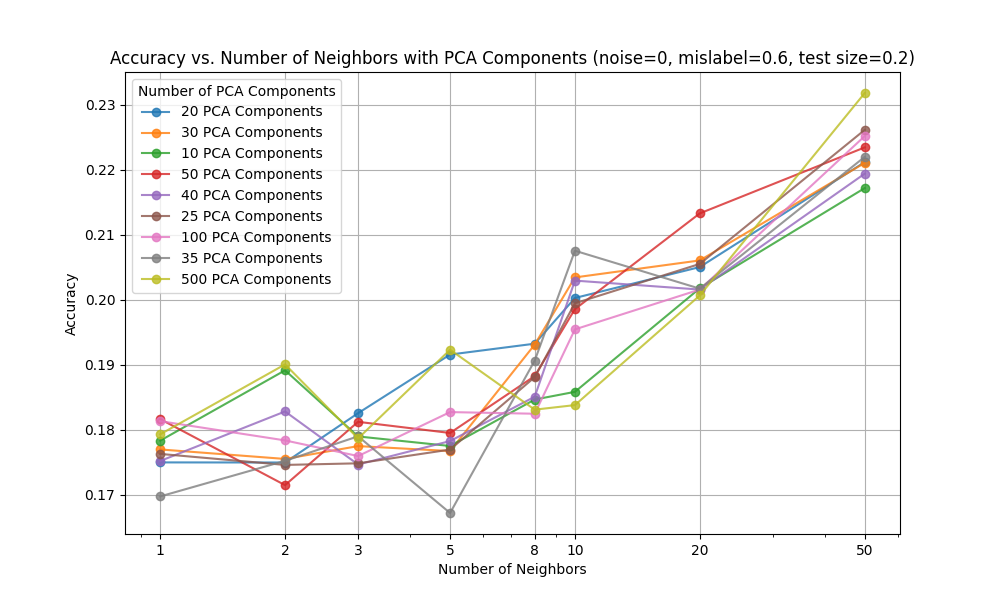 Accuracy vs. Number of Neighbors with PCA Components (noise=0, mislabel=0.6, test size=0.2)
Number of PCA Components
20 PCA Components
30 PCA Components
10 PCA Components
50 PCA Components
40 PCA Components
25 PCA Components
100 PCA Components
35 PCA Components
500 PCA Components
Accuracy
0.23
0.22
0.21
0.20
0.19
0.18
0.17
1 2 3 5 8 10 20 50
Number of Neighbors